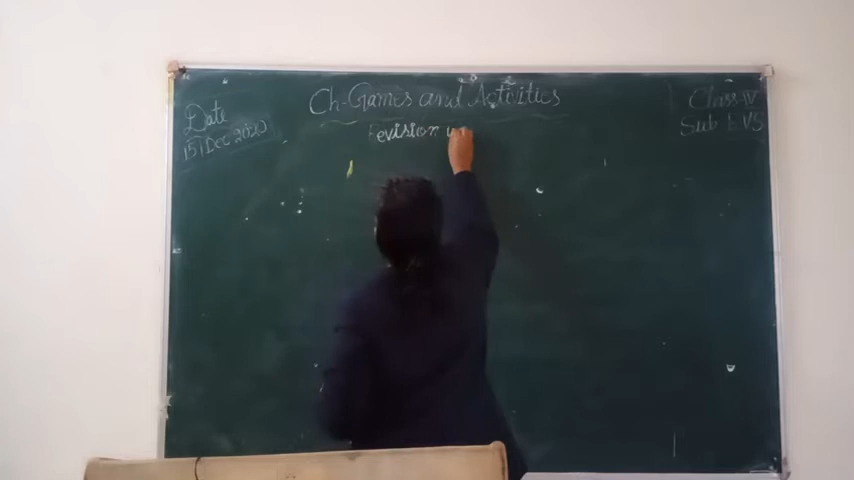 Ch-Games and Activities
Class-IV
Date
Sub EVS
15 Dec 2020
Revision